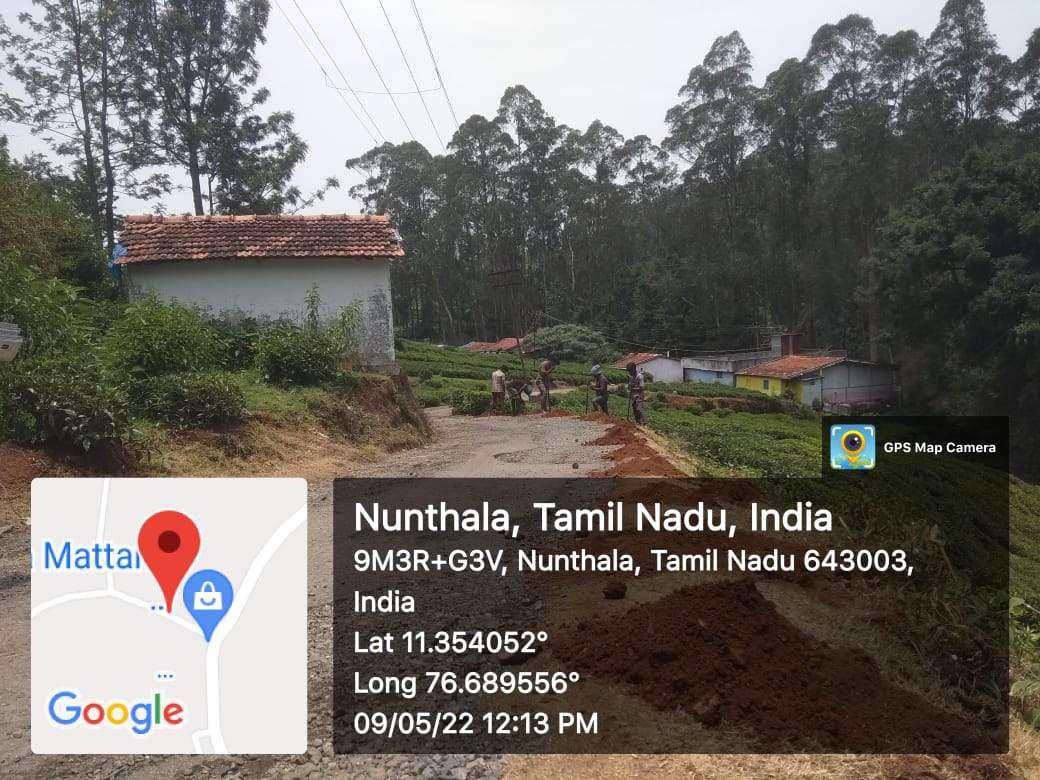 GPS Map Camera
Nunthala, Tamil Nadu, India
9M3R+G3V, Nunthala, Tamil Nadu 643003,
India
Lat 11.354052°
Long 76.689556°
09/05/22 12:13 PM
Google